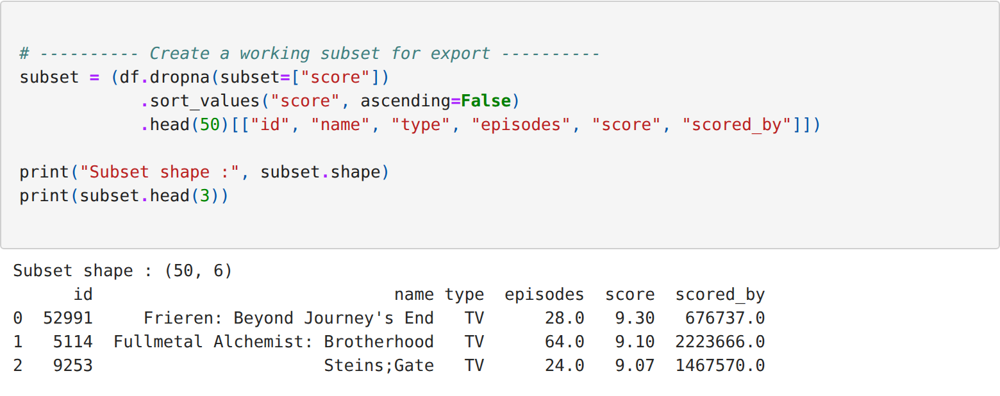 # ---------- Create a working subset for export ----------
subset = (df.dropna(subset=["score"])
            .sort_values("score", ascending=False)
            .head(50)[["id", "name", "type", "episodes", "score", "scored_by"]])
print("Subset shape :", subset.shape)
print(subset.head(3))
Subset shape : (50, 6)
      id                              name type  episodes  score  scored_by
0  52991     Frieren: Beyond Journey's End   TV      28.0   9.30   676737.0
1   5114  Fullmetal Alchemist: Brotherhood   TV      64.0   9.10  2223666.0
2   9253                       Steins;Gate   TV      24.0   9.07  1467570.0